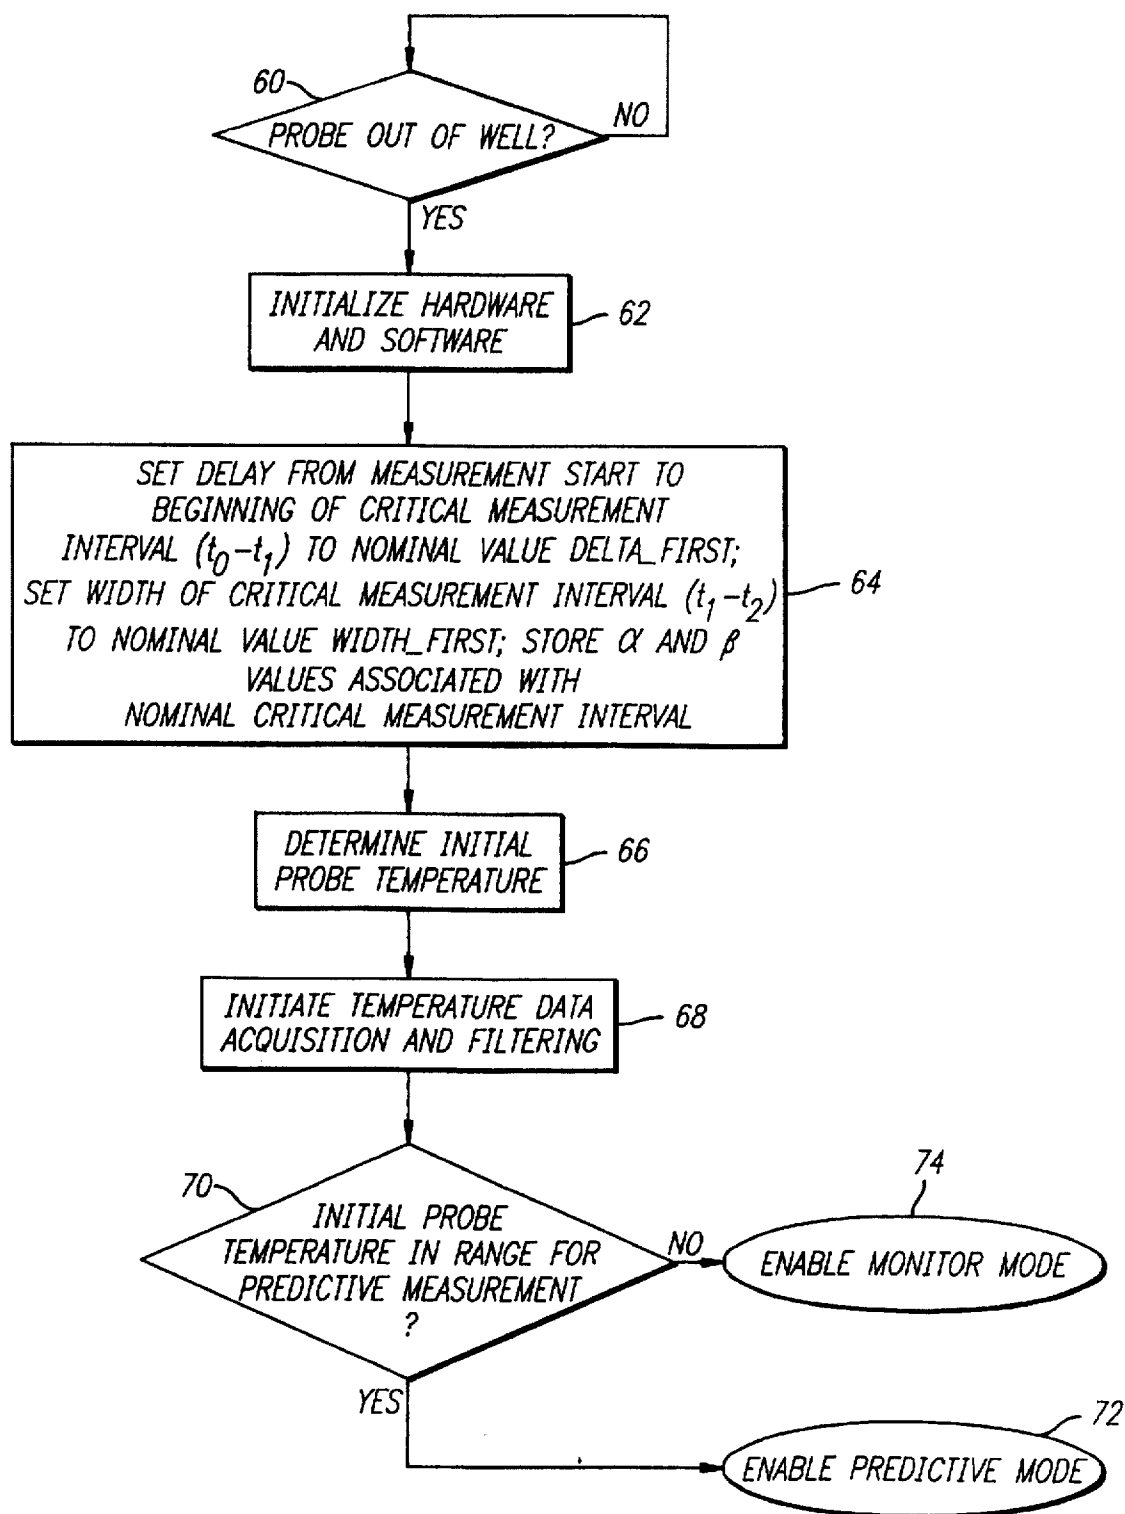 60
PROBE OUT OF WELL?
NO
YES
INITIALIZE HARDWARE
AND SOFTWARE
62
SET DELAY FROM MEASUREMENT START TO
BEGINNING OF CRITICAL MEASUREMENT
INTERVAL (t0-t1) TO NOMINAL VALUE DELTA_FIRST;
SET WIDTH OF CRITICAL MEASUREMENT INTERVAL (t1-t2)
TO NOMINAL VALUE WIDTH_FIRST; STORE α AND β
VALUES ASSOCIATED WITH
NOMINAL CRITICAL MEASUREMENT INTERVAL
64
DETERMINE INITIAL
PROBE TEMPERATURE
66
INITIATE TEMPERATURE DATA
ACQUISITION AND FILTERING
68
70
INITIAL PROBE
TEMPERATURE IN RANGE FOR
PREDICTIVE MEASUREMENT
?
NO
74
ENABLE MONITOR MODE
YES
72
ENABLE PREDICTIVE MODE